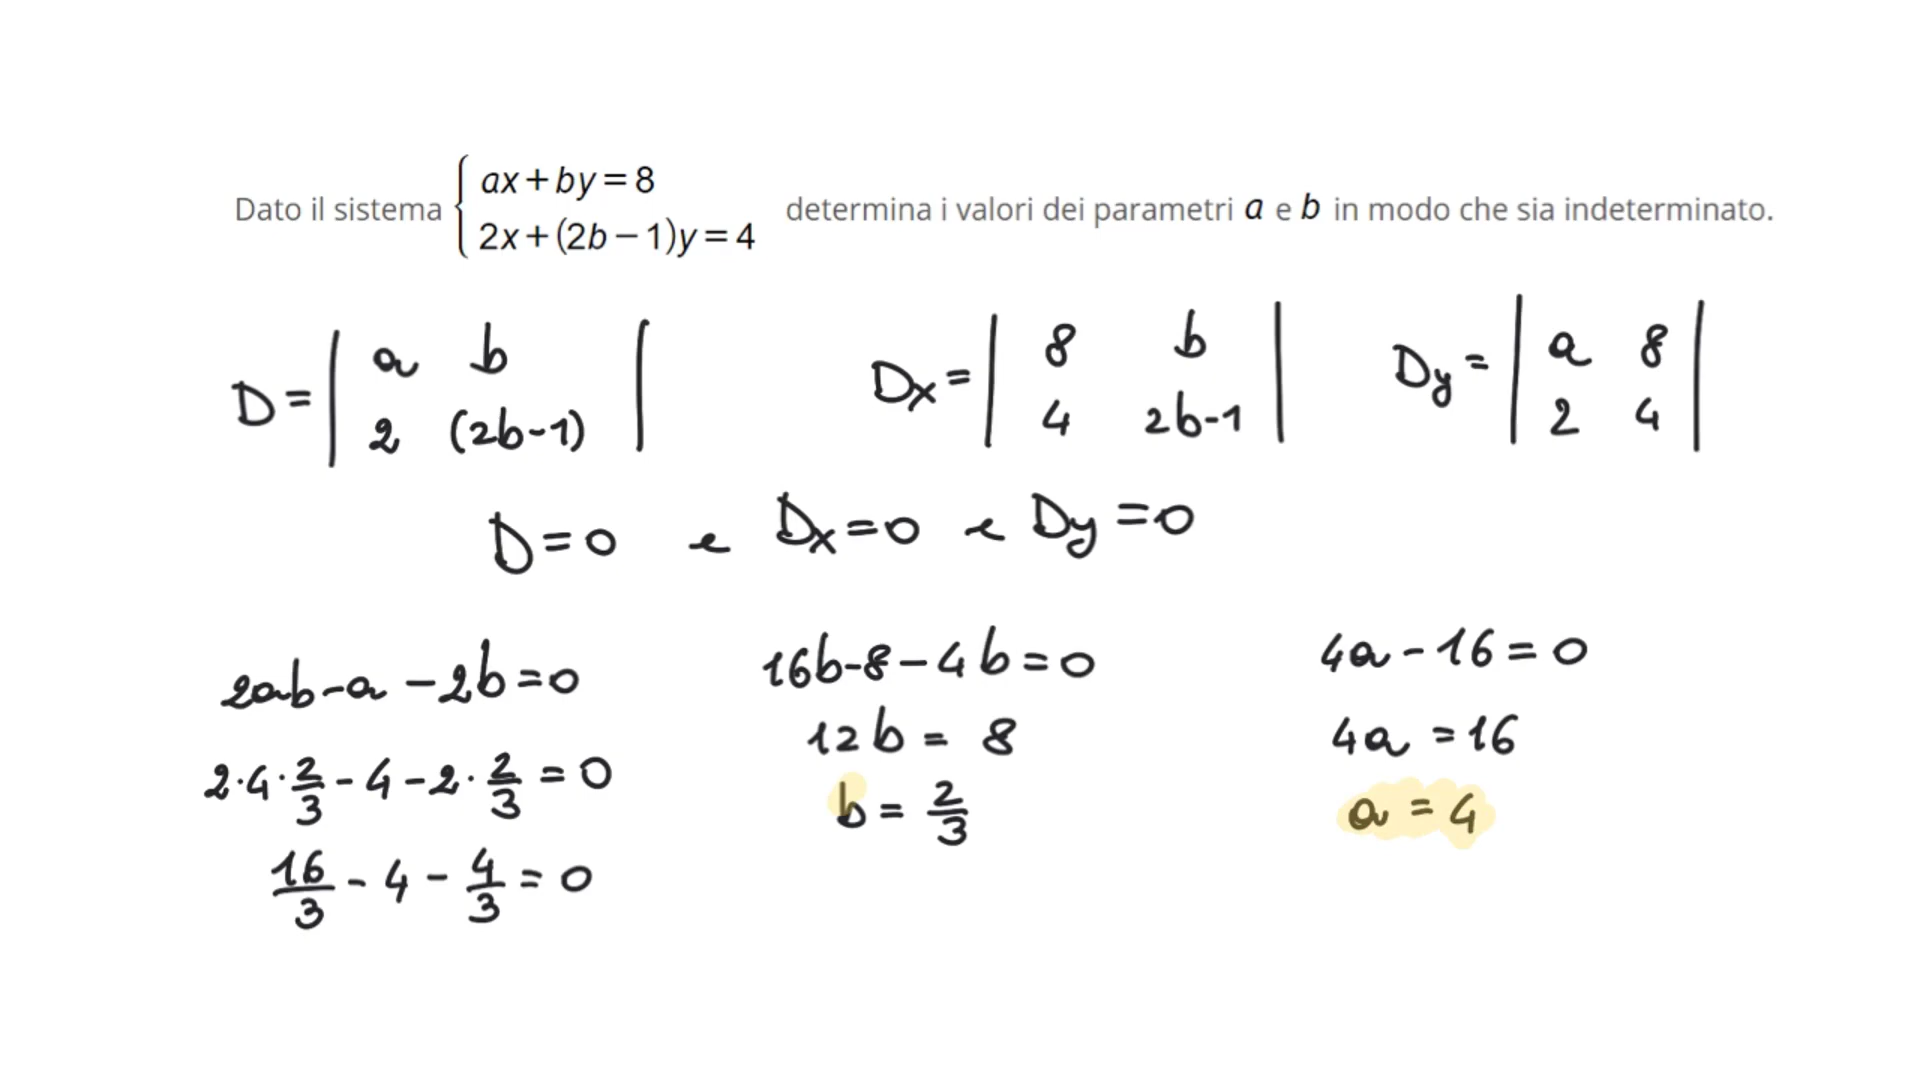 Dato il sistema { ax+by=8
2x+(2b−1)y=4 determina i valori dei parametri a e b in modo che sia indeterminato.
D = | a b
2 (2b-1) |
Dx = | 8 b
4 2b-1 |
Dy = | a 8
2 4 |
D=0 e Dx=0 e Dy=0
2ab-a-2b=0
2·4·2/3-4-2·2/3=0
16/3-4-4/3=0
16b-8-4b=0
12b=8
b=2/3
4a-16=0
4a=16
a=4